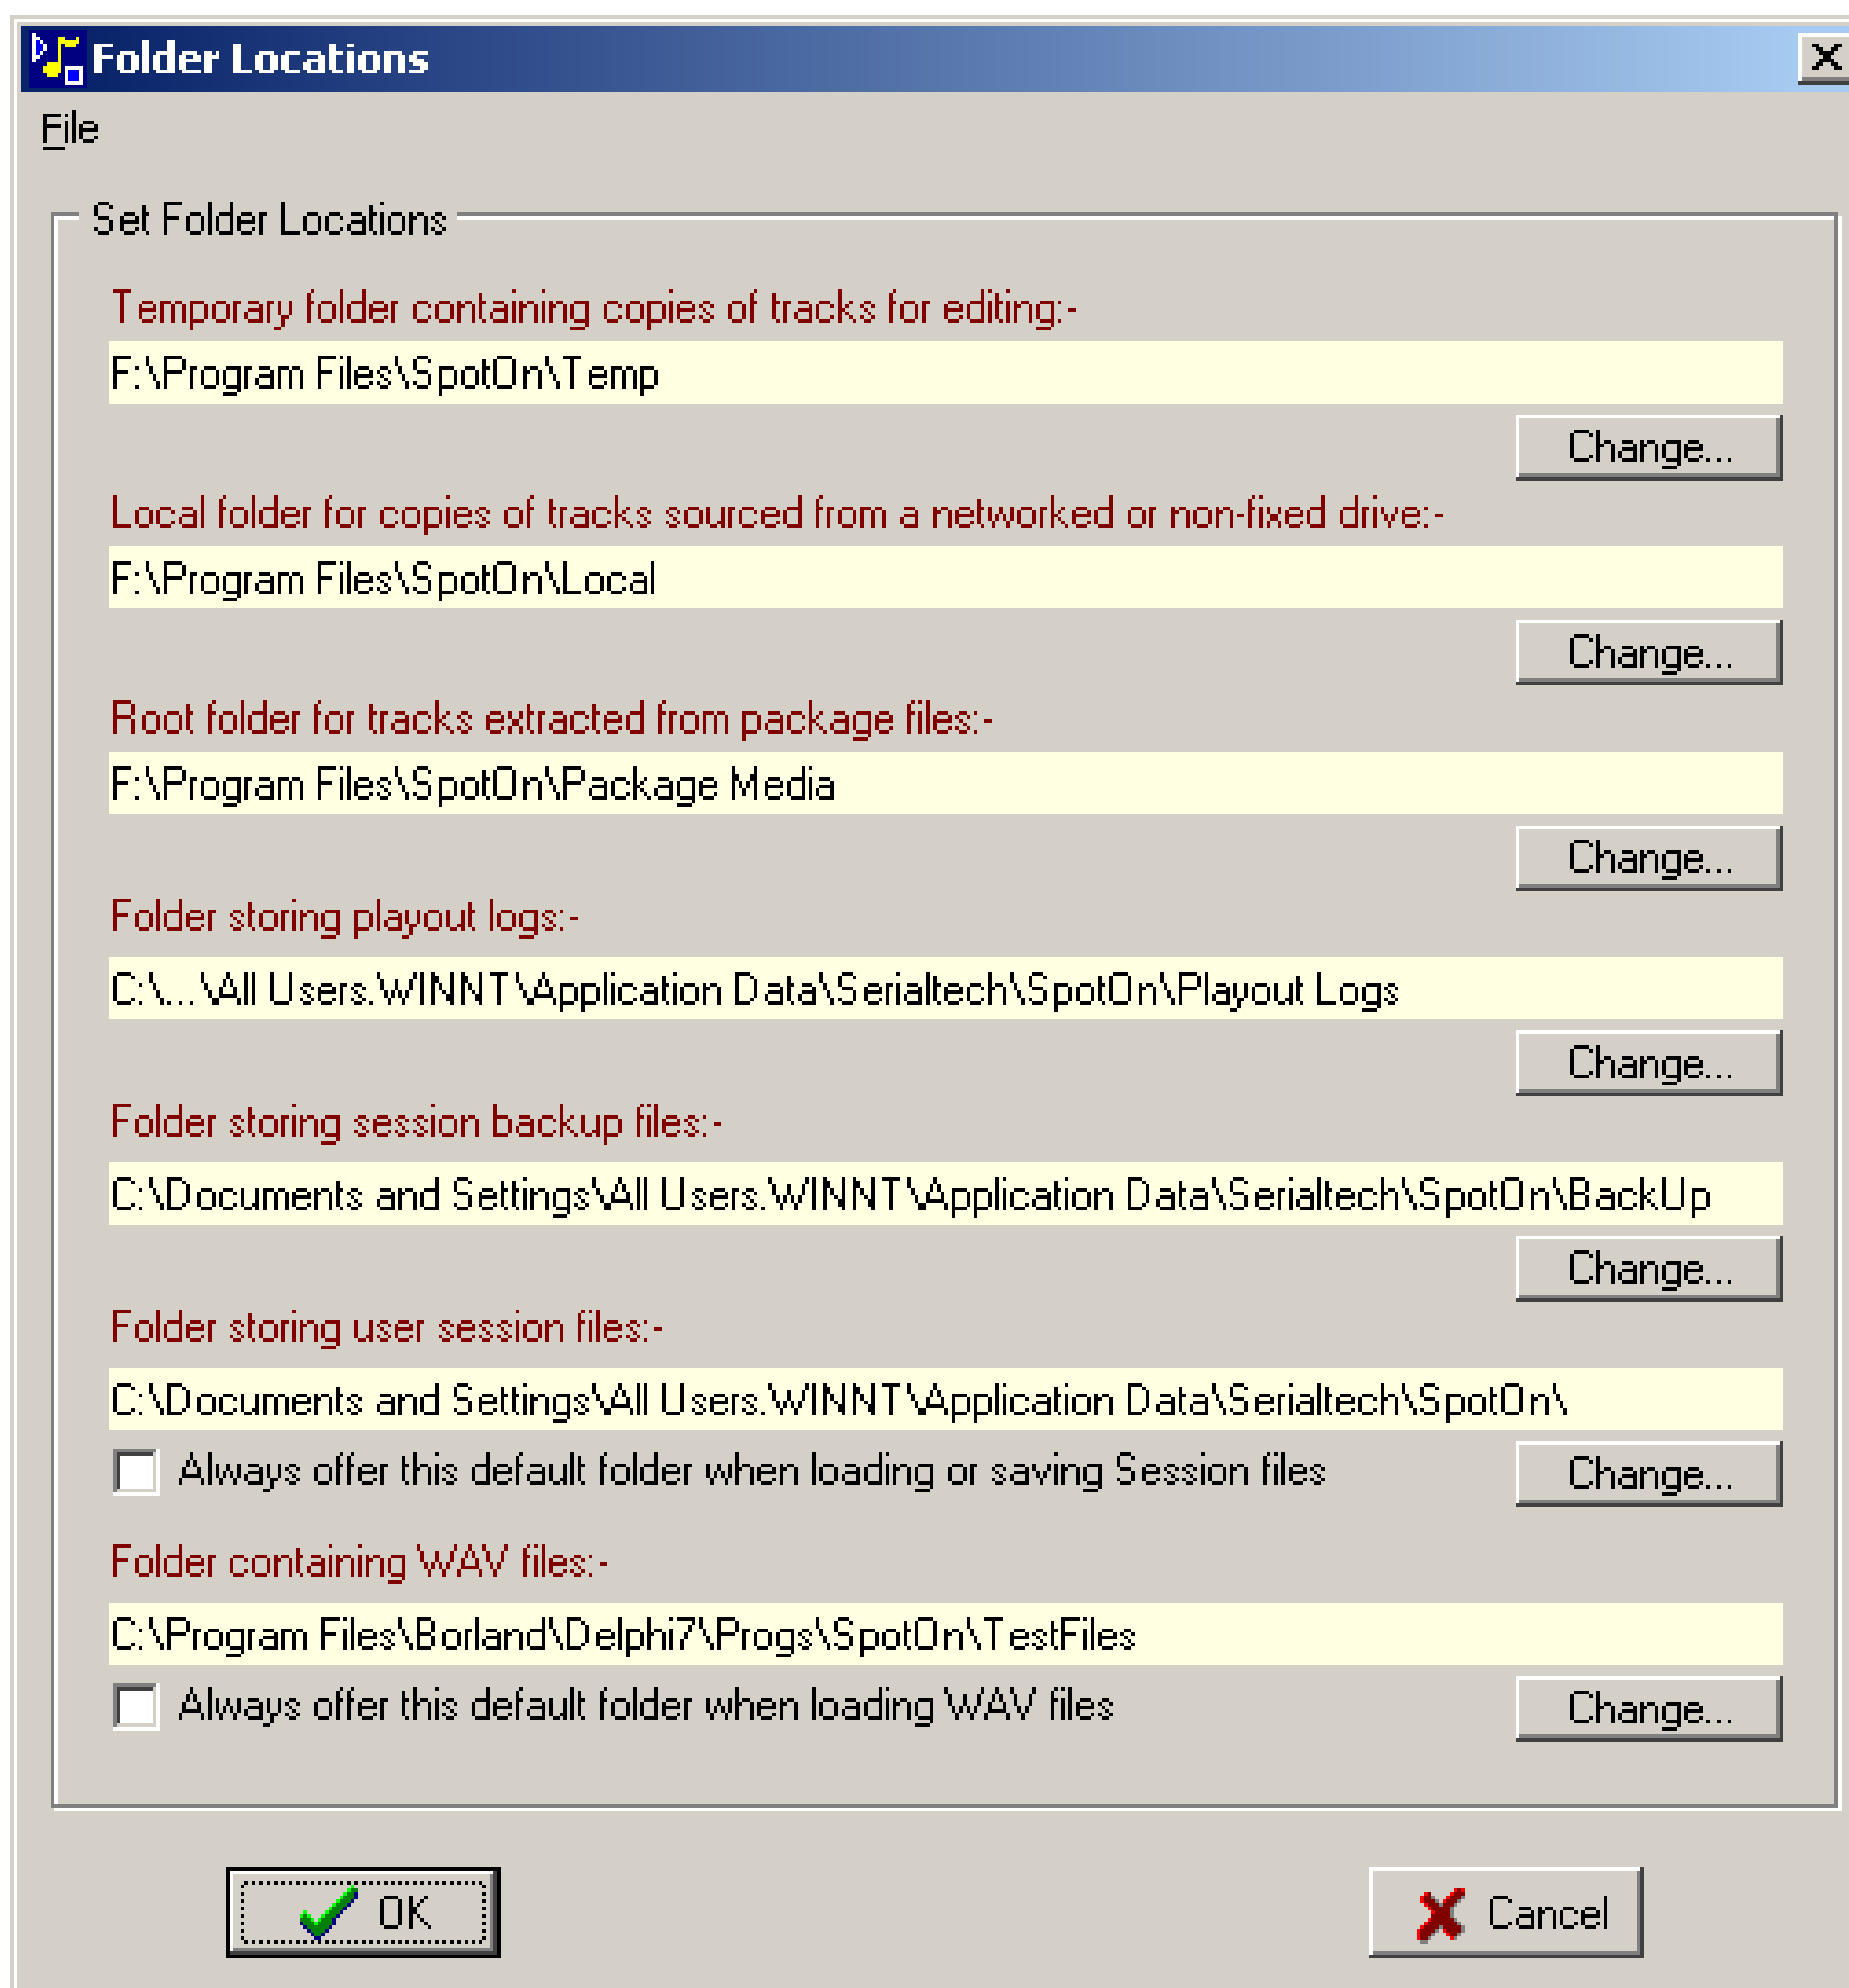 Folder Locations
File
Set Folder Locations
Temporary folder containing copies of tracks for editing:-
F:\Program Files\SpotOn\Temp
Change...
Local folder for copies of tracks sourced from a networked or non-fixed drive:-
F:\Program Files\SpotOn\Local
Change...
Root folder for tracks extracted from package files:-
F:\Program Files\SpotOn\Package Media
Change...
Folder storing playout logs:-
C:\...\All Users.WINNT\Application Data\Serialtech\SpotOn\Playout Logs
Change...
Folder storing session backup files:-
C:\Documents and Settings\All Users.WINNT\Application Data\Serialtech\SpotOn\BackUp
Change...
Folder storing user session files:-
C:\Documents and Settings\All Users.WINNT\Application Data\Serialtech\SpotOn\
Always offer this default folder when loading or saving Session files Change...
Folder containing WAV files:-
C:\Program Files\Borland\Delphi7\Progs\SpotOn\TestFiles
Always offer this default folder when loading WAV files Change...
OK Cancel